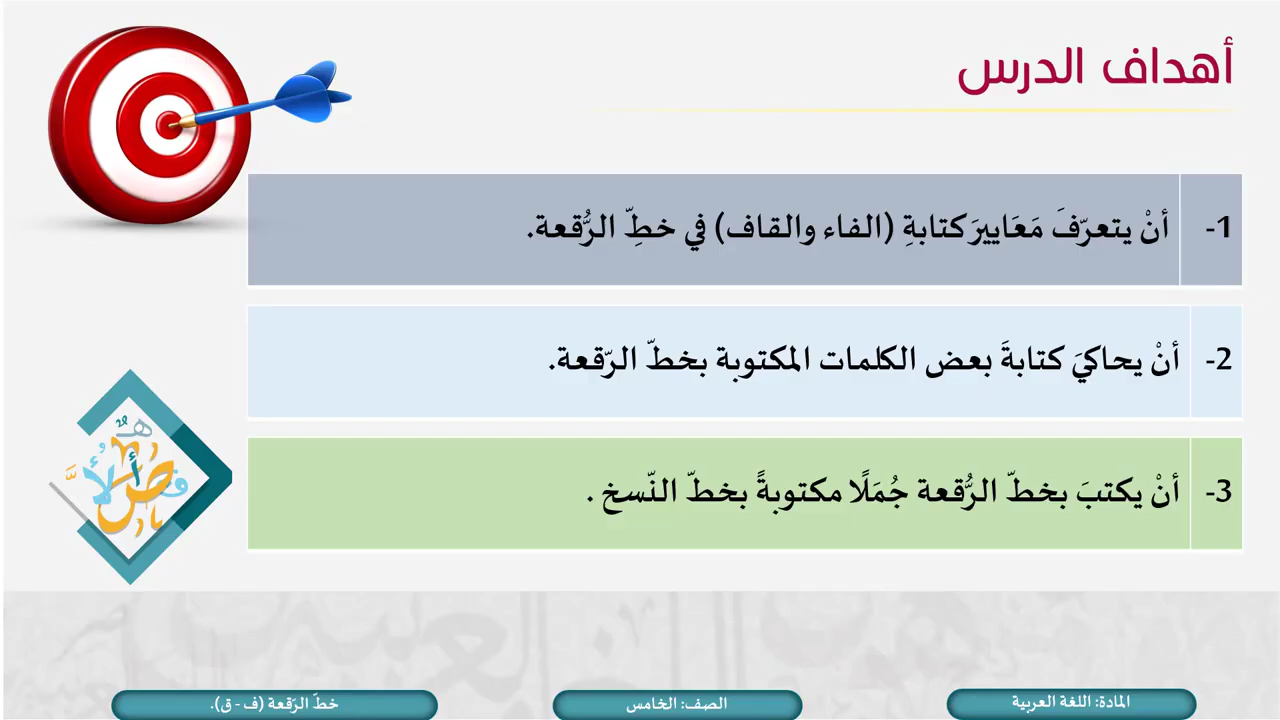 أهداف الدرس
1- أنْ يتعرّفَ مَعَاييرَ كتابةِ (الفاء والقاف) في خطِّ الرُّقعة.
2- أنْ يحاكيَ كتابةَ بعض الكلمات المكتوبة بخطّ الرّقعة.
3- أنْ يكتبَ بخطّ الرُّقعة جُمَلًا مكتوبةً بخطّ النّسخ .
المادة: اللغة العربية
الصف: الخامس
خطّ الرّقعة (ف - ق).